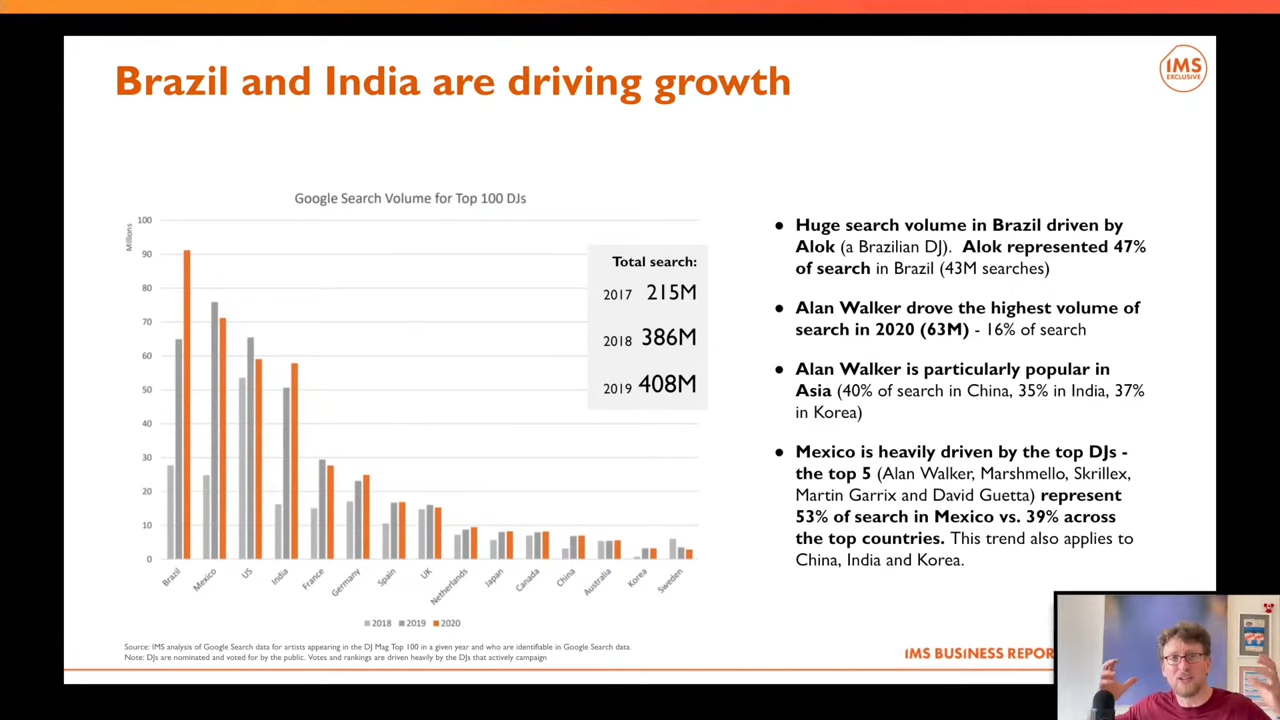 Brazil and India are driving growth
IMS
EXCLUSIVE
Google Search Volume for Top 100 DJs
Millions
100
90
80
70
60
50
40
30
20
10
0
Brazil
Mexico
US
India
France
Germany
Spain
UK
Netherlands
Japan
Canada
China
Australia
Korea
Sweden
2018 2019 2020
Total search:
2017 215M
2018 386M
2019 408M
● Huge search volume in Brazil driven by
Alok (a Brazilian DJ). Alok represented 47%
of search in Brazil (43M searches)
● Alan Walker drove the highest volume of
search in 2020 (63M) - 16% of search
● Alan Walker is particularly popular in
Asia (40% of search in China, 35% in India, 37%
in Korea)
● Mexico is heavily driven by the top DJs -
the top 5 (Alan Walker, Marshmello, Skrillex,
Martin Garrix and David Guetta) represent
53% of search in Mexico vs. 39% across
the top countries. This trend also applies to
China, India and Korea.
Source: IMS analysis of Google Search data for artists appearing in the DJ Mag Top 100 in a given year and who are identifiable in Google Search data.
Note: DJs are nominated and voted for by the public. Votes and rankings are driven heavily by the DJs that actively campaign
IMS BUSINESS REPOR